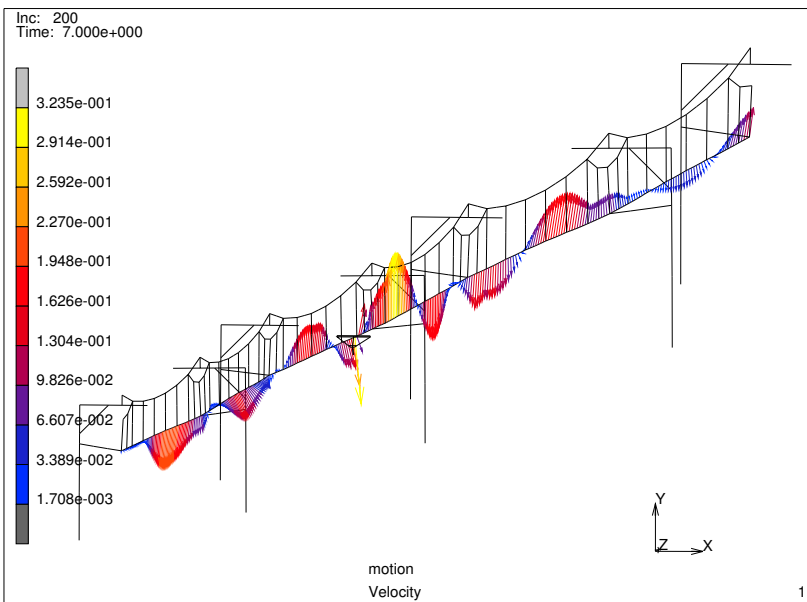 Inc: 200
Time: 7.000e+000
3.235e-001
2.914e-001
2.592e-001
2.270e-001
1.948e-001
1.626e-001
1.304e-001
9.826e-002
6.607e-002
3.389e-002
1.708e-003
Y
Z X
motion
Velocity
1